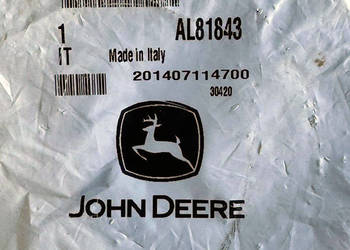 1 AL81843
IT Made in Italy
201407114700
30420
JOHN DEERE